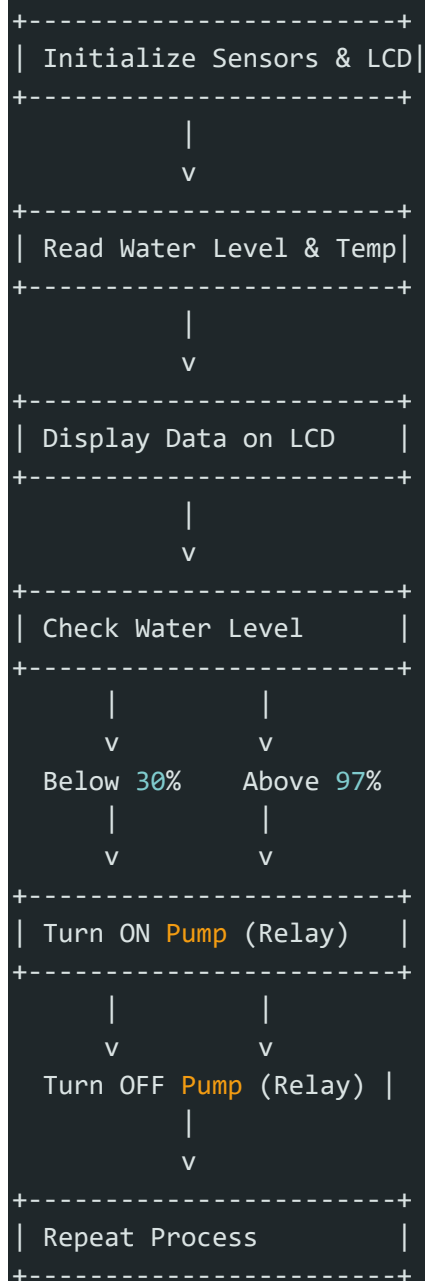 +------------------------+
| Initialize Sensors & LCD|
+------------------------+
           |
           v
+------------------------+
| Read Water Level & Temp|
+------------------------+
           |
           v
+------------------------+
| Display Data on LCD    |
+------------------------+
           |
           v
+------------------------+
| Check Water Level      |
+------------------------+
      |        |
      v        v
  Below 30%    Above 97%
      |        |
      v        v
+------------------------+
| Turn ON Pump (Relay)   |
+------------------------+
      |        |
      v        v
  Turn OFF Pump (Relay) |
           |
           v
+------------------------+
| Repeat Process         |
+------------------------+